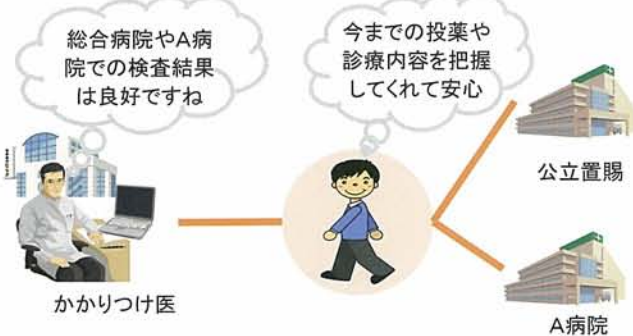 総合病院やA病
院での検査結果
は良好ですね
今までの投薬や
診療内容を把握
してくれて安心
公立置賜
かかりつけ医
A病院